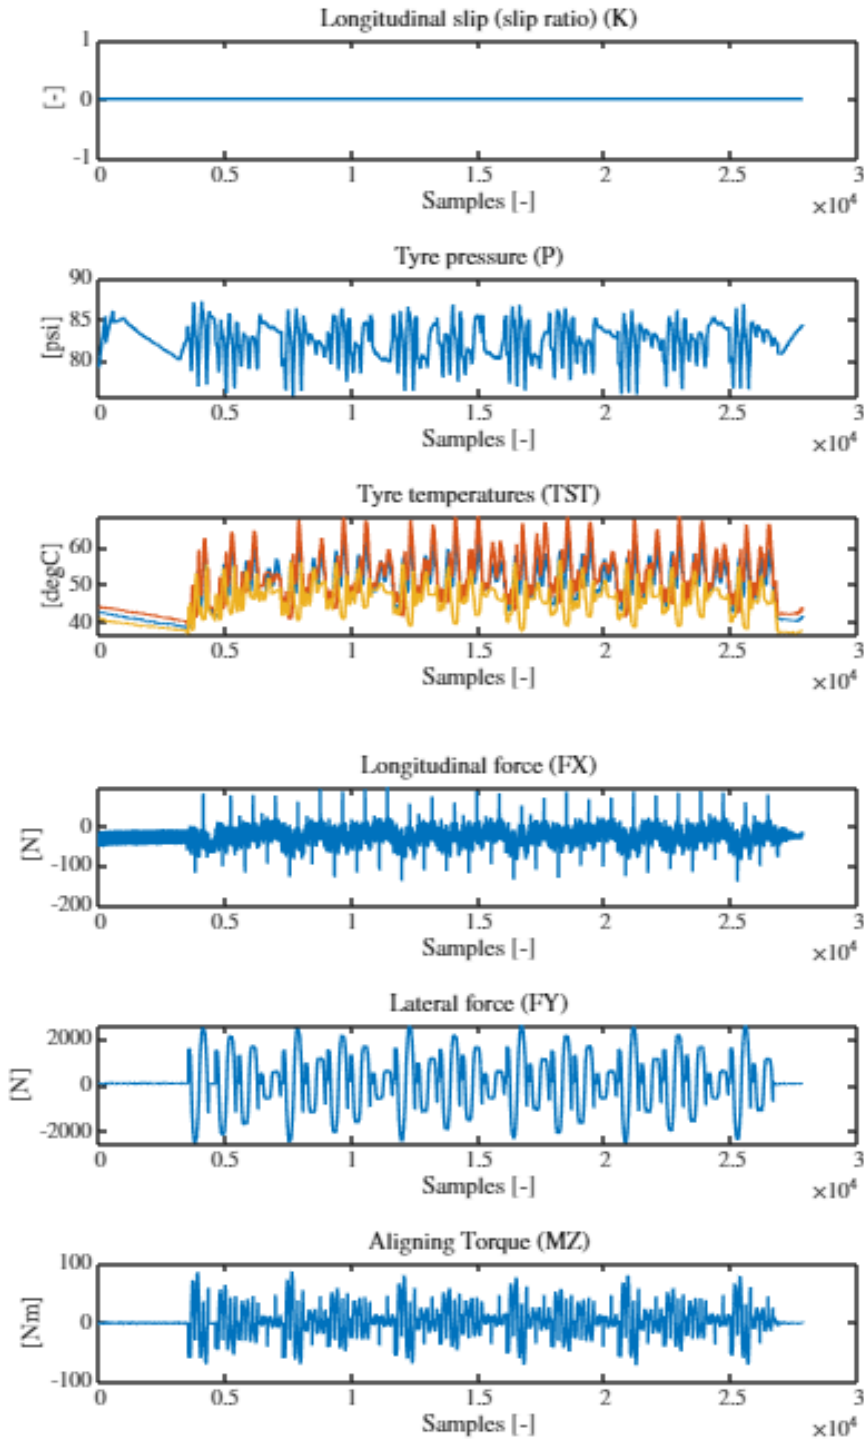 Longitudinal slip (slip ratio) (K)
1
0
-1
[-]
0 0.5 1 1.5 2 2.5 3
Samples [-]
×10⁴
Tyre pressure (P)
90
85
80
[psi]
0 0.5 1 1.5 2 2.5 3
Samples [-]
×10⁴
Tyre temperatures (TST)
60
50
40
[degC]
0 0.5 1 1.5 2 2.5 3
Samples [-]
×10⁴
Longitudinal force (FX)
0
-100
-200
[N]
0 0.5 1 1.5 2 2.5 3
Samples [-]
×10⁴
Lateral force (FY)
2000
0
-2000
[N]
0 0.5 1 1.5 2 2.5 3
Samples [-]
×10⁴
Aligning Torque (MZ)
100
0
-100
[Nm]
0 0.5 1 1.5 2 2.5 3
Samples [-]
×10⁴